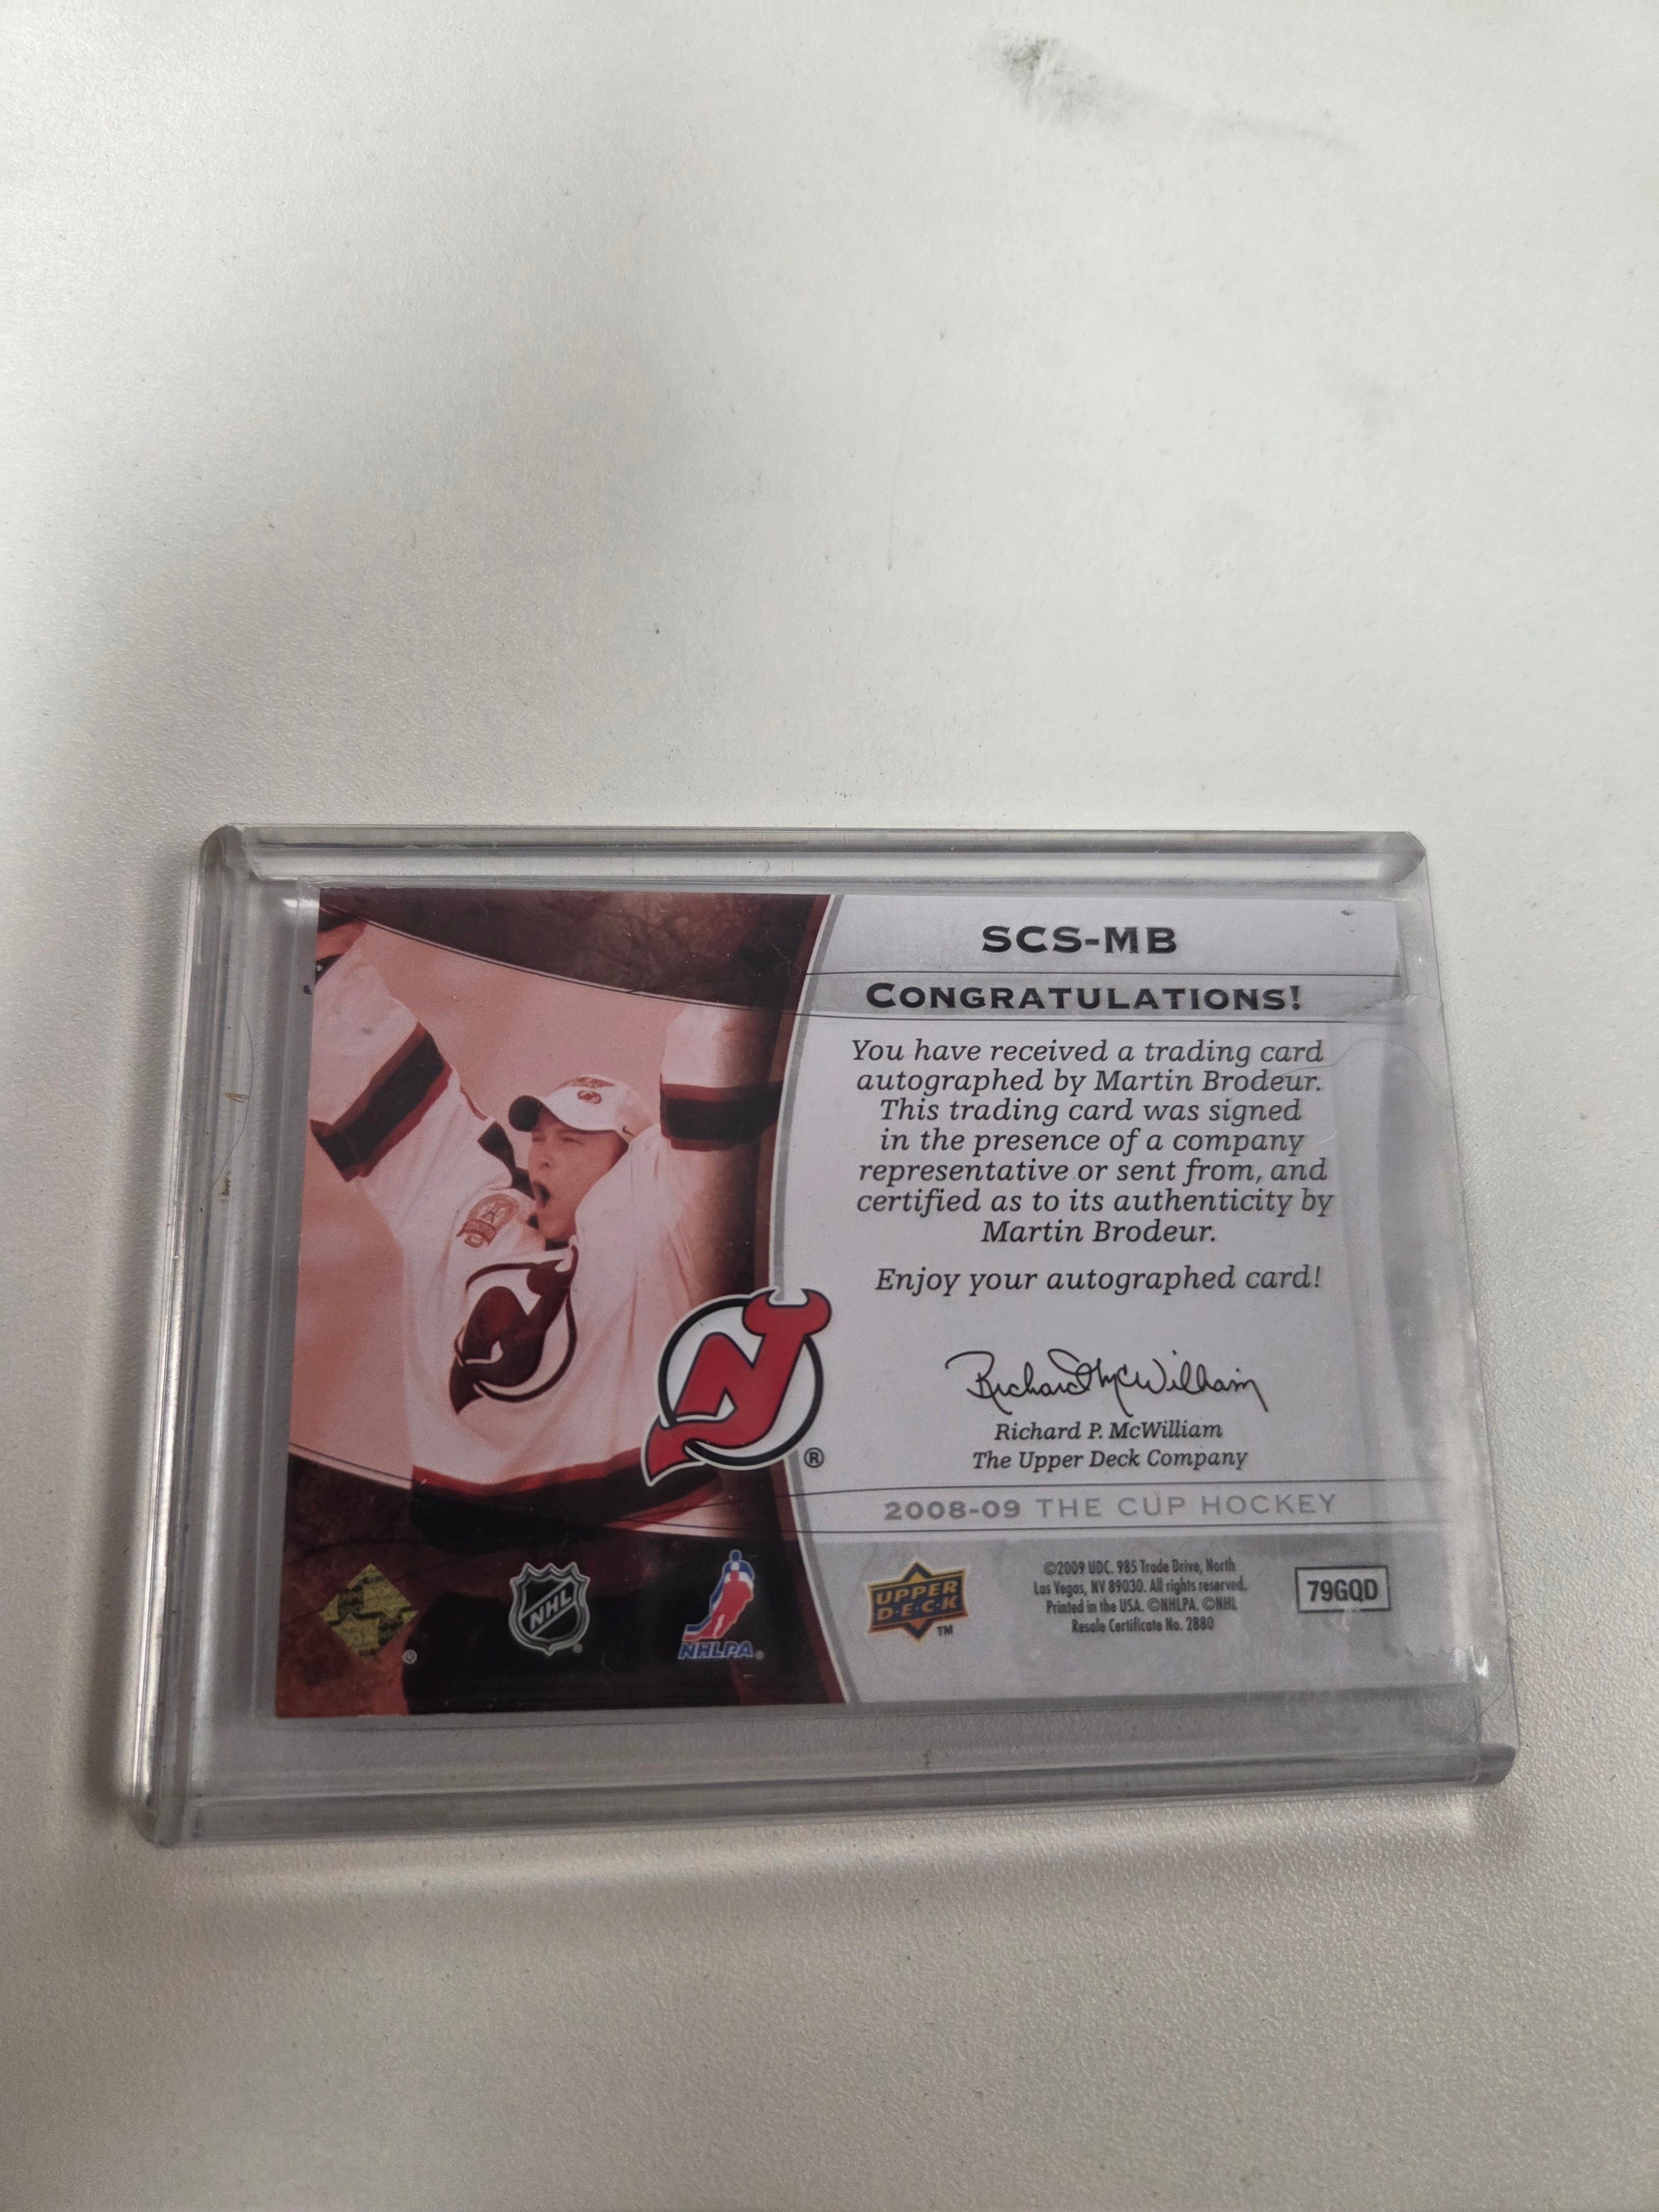 SCS-MB
CONGRATULATIONS!
You have received a trading card
autographed by Martin Brodeur.
This trading card was signed
in the presence of a company
representative or sent from, and
certified as to its authenticity by
Martin Brodeur.
Enjoy your autographed card!
Richard McWilliam
Richard P. McWilliam
The Upper Deck Company
2008-09 THE CUP HOCKEY
®
®
NHL
®
NHLPA®
UPPER
D·E·C·K
TM
©2009 UDC. 985 Trade Drive, North
Las Vegas, NV 89030. All rights reserved.
Printed in the USA. ©NHLPA. ©NHL
Resale Certificate No. 2880
79GQD